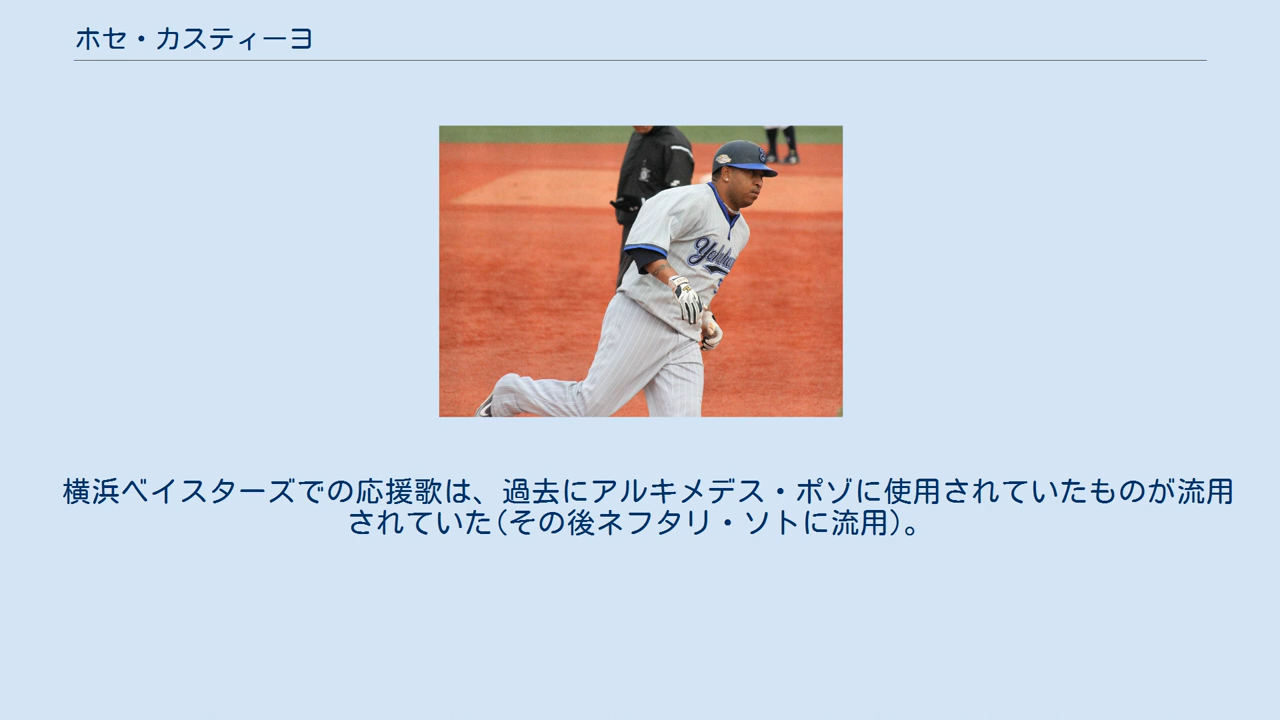 ホセ・カスティーヨ
横浜ベイスターズでの応援歌は、過去にアルキメデス・ポゾに使用されていたものが流用
されていた(その後ネフタリ・ソトに流用)。